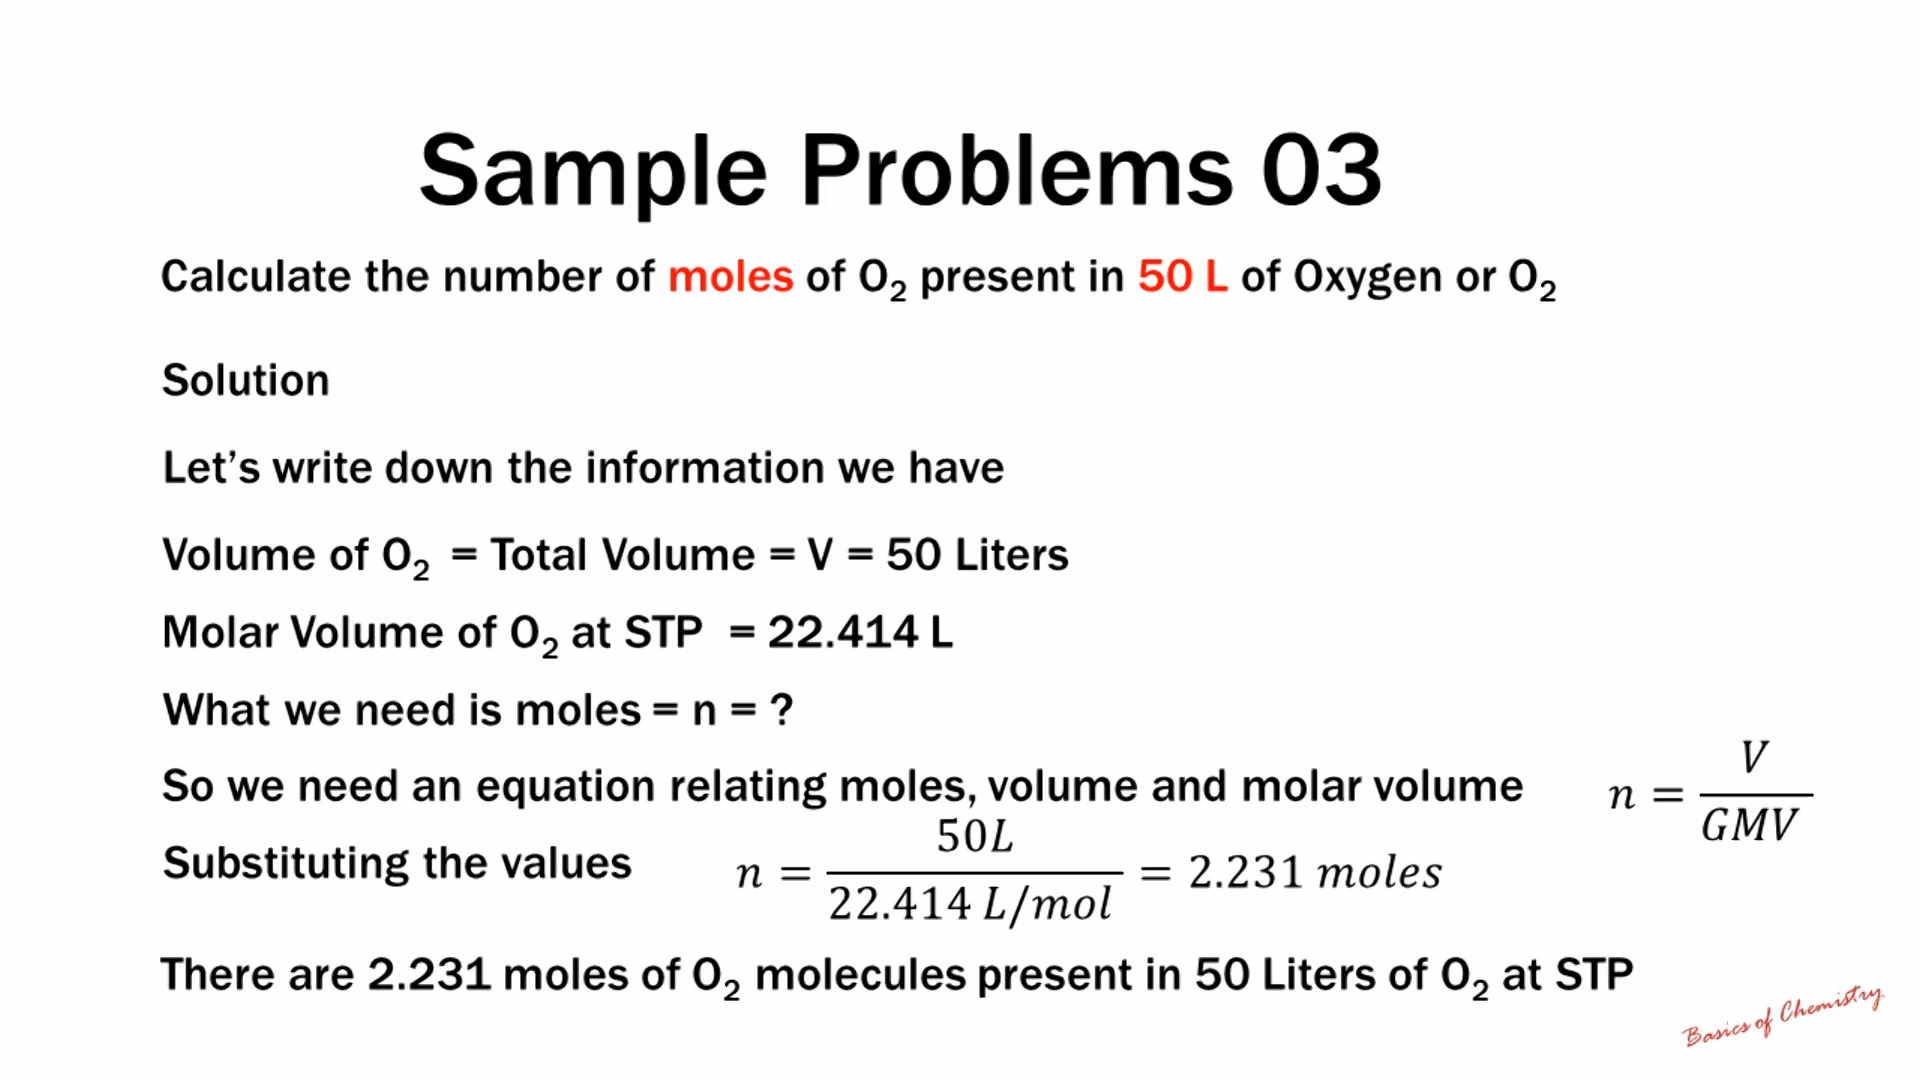 Sample Problems 03
Calculate the number of moles of O₂ present in 50 L of Oxygen or O₂
Solution
Let's write down the information we have
Volume of O₂ = Total Volume = V = 50 Liters
Molar Volume of O₂ at STP = 22.414 L
What we need is moles = n = ?
So we need an equation relating moles, volume and molar volume n = V/GMV
Substituting the values n = 50L/22.414 L/mol = 2.231 moles
There are 2.231 moles of O₂ molecules present in 50 Liters of O₂ at STP
Basics of Chemistry.